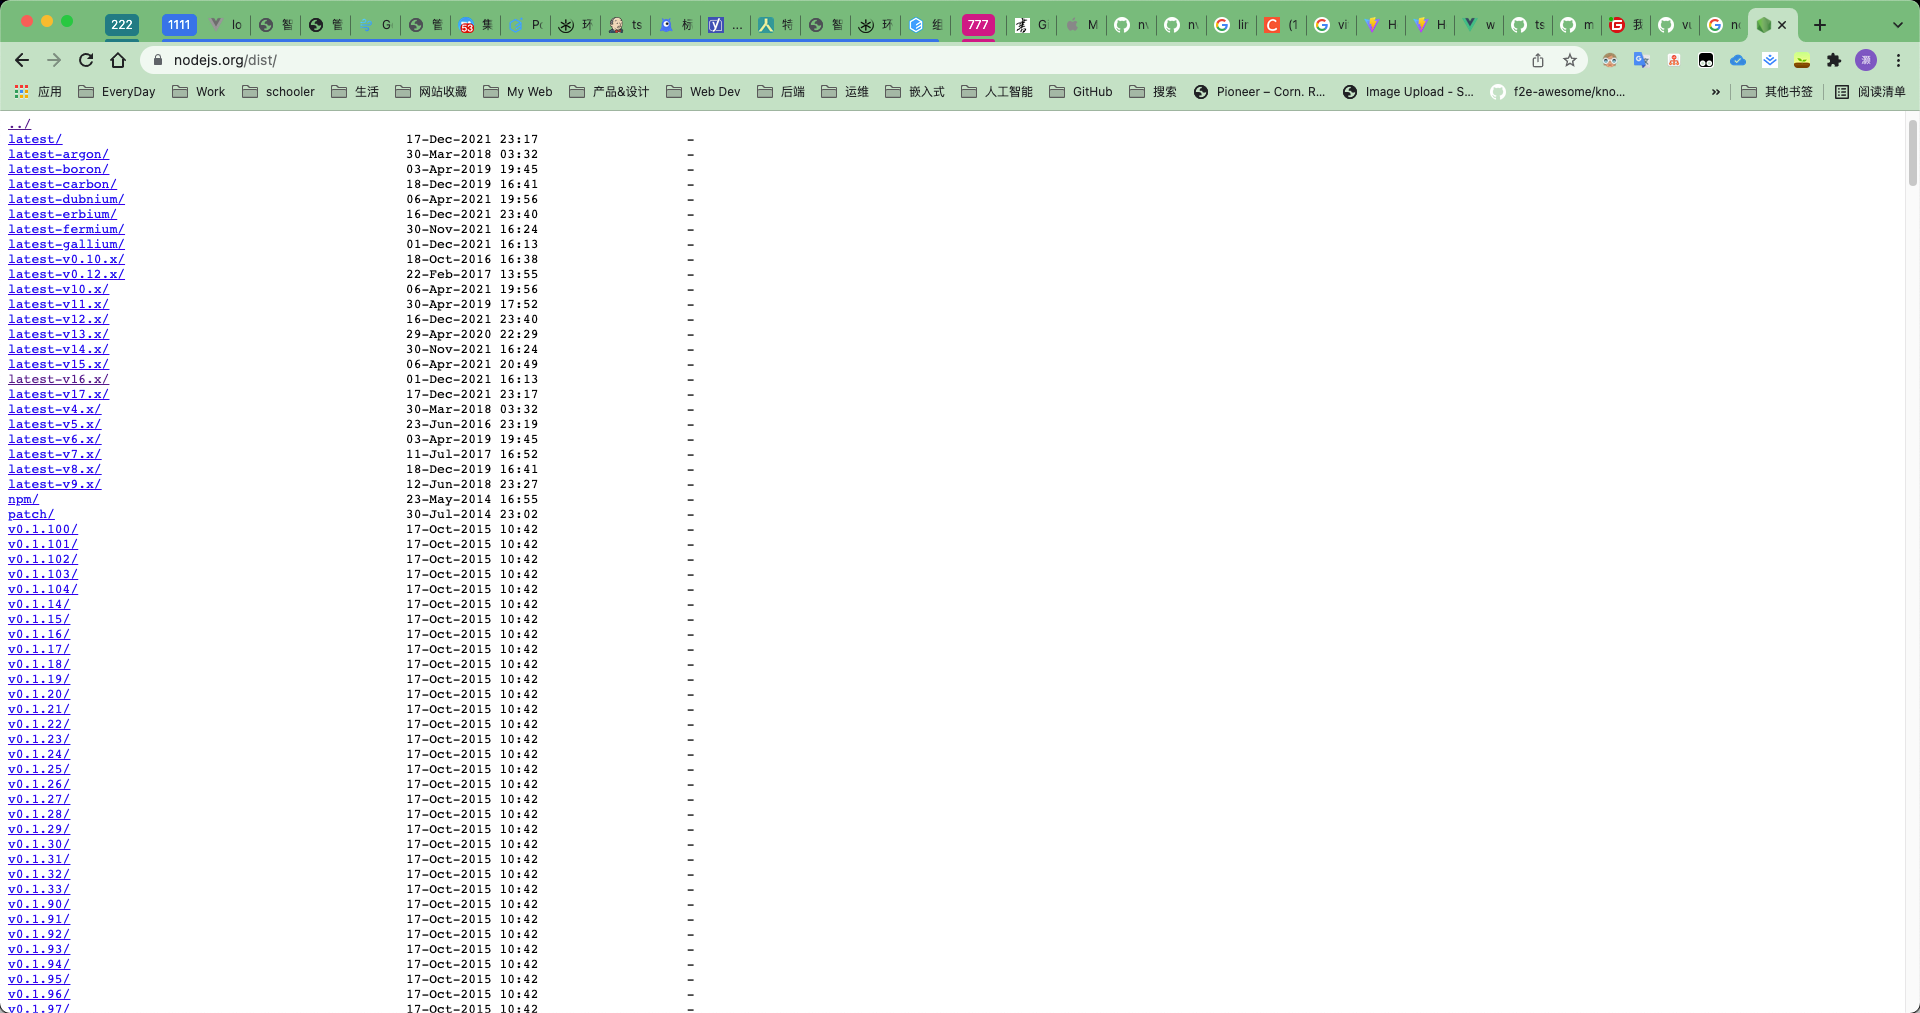 222 1111 lo 智 管 G 管 集 Po 环 ts 标 ... 特 智 环 组 777 Gi M nv nv lir (1 vi H H w ts m 我 vu no
nodejs.org/dist/
应用 EveryDay Work schooler 生活 网站收藏 My Web 产品&设计 Web Dev 后端 运维 嵌入式 人工智能 GitHub 搜索 Pioneer – Corn. R... Image Upload - S... f2e-awesome/kno... » 其他书签 阅读清单
../
latest/ 17-Dec-2021 23:17 -
latest-argon/ 30-Mar-2018 03:32 -
latest-boron/ 03-Apr-2019 19:45 -
latest-carbon/ 18-Dec-2019 16:41 -
latest-dubnium/ 06-Apr-2021 19:56 -
latest-erbium/ 16-Dec-2021 23:40 -
latest-fermium/ 30-Nov-2021 16:24 -
latest-gallium/ 01-Dec-2021 16:13 -
latest-v0.10.x/ 18-Oct-2016 16:38 -
latest-v0.12.x/ 22-Feb-2017 13:55 -
latest-v10.x/ 06-Apr-2021 19:56 -
latest-v11.x/ 30-Apr-2019 17:52 -
latest-v12.x/ 16-Dec-2021 23:40 -
latest-v13.x/ 29-Apr-2020 22:29 -
latest-v14.x/ 30-Nov-2021 16:24 -
latest-v15.x/ 06-Apr-2021 20:49 -
latest-v16.x/ 01-Dec-2021 16:13 -
latest-v17.x/ 17-Dec-2021 23:17 -
latest-v4.x/ 30-Mar-2018 03:32 -
latest-v5.x/ 23-Jun-2016 23:19 -
latest-v6.x/ 03-Apr-2019 19:45 -
latest-v7.x/ 11-Jul-2017 16:52 -
latest-v8.x/ 18-Dec-2019 16:41 -
latest-v9.x/ 12-Jun-2018 23:27 -
npm/ 23-May-2014 16:55 -
patch/ 30-Jul-2014 23:02 -
v0.1.100/ 17-Oct-2015 10:42 -
v0.1.101/ 17-Oct-2015 10:42 -
v0.1.102/ 17-Oct-2015 10:42 -
v0.1.103/ 17-Oct-2015 10:42 -
v0.1.104/ 17-Oct-2015 10:42 -
v0.1.14/ 17-Oct-2015 10:42 -
v0.1.15/ 17-Oct-2015 10:42 -
v0.1.16/ 17-Oct-2015 10:42 -
v0.1.17/ 17-Oct-2015 10:42 -
v0.1.18/ 17-Oct-2015 10:42 -
v0.1.19/ 17-Oct-2015 10:42 -
v0.1.20/ 17-Oct-2015 10:42 -
v0.1.21/ 17-Oct-2015 10:42 -
v0.1.22/ 17-Oct-2015 10:42 -
v0.1.23/ 17-Oct-2015 10:42 -
v0.1.24/ 17-Oct-2015 10:42 -
v0.1.25/ 17-Oct-2015 10:42 -
v0.1.26/ 17-Oct-2015 10:42 -
v0.1.27/ 17-Oct-2015 10:42 -
v0.1.28/ 17-Oct-2015 10:42 -
v0.1.29/ 17-Oct-2015 10:42 -
v0.1.30/ 17-Oct-2015 10:42 -
v0.1.31/ 17-Oct-2015 10:42 -
v0.1.32/ 17-Oct-2015 10:42 -
v0.1.33/ 17-Oct-2015 10:42 -
v0.1.90/ 17-Oct-2015 10:42 -
v0.1.91/ 17-Oct-2015 10:42 -
v0.1.92/ 17-Oct-2015 10:42 -
v0.1.93/ 17-Oct-2015 10:42 -
v0.1.94/ 17-Oct-2015 10:42 -
v0.1.95/ 17-Oct-2015 10:42 -
v0.1.96/ 17-Oct-2015 10:42 -
v0.1.97/ 17-Oct-2015 10:42 -